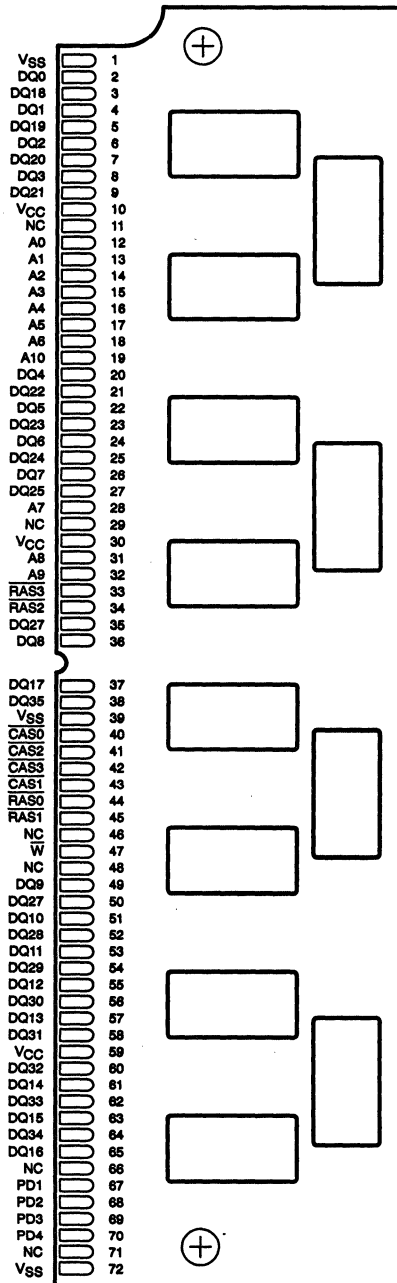 VSS 1
DQ0 2
DQ18 3
DQ1 4
DQ19 5
DQ2 6
DQ20 7
DQ3 8
DQ21 9
VCC 10
NC 11
A0 12
A1 13
A2 14
A3 15
A4 16
A5 17
A6 18
A10 19
DQ4 20
DQ22 21
DQ5 22
DQ23 23
DQ6 24
DQ24 25
DQ7 26
DQ25 27
A7 28
NC 29
VCC 30
A8 31
A9 32
RAS3 33
RAS2 34
DQ27 35
DQ8 36
DQ17 37
DQ35 38
VSS 39
CAS0 40
CAS2 41
CAS3 42
CAS1 43
RAS0 44
RAS1 45
NC 46
W 47
NC 48
DQ9 49
DQ27 50
DQ10 51
DQ28 52
DQ11 53
DQ29 54
DQ12 55
DQ30 56
DQ13 57
DQ31 58
VCC 59
DQ32 60
DQ14 61
DQ33 62
DQ15 63
DQ34 64
DQ16 65
NC 66
PD1 67
PD2 68
PD3 69
PD4 70
NC 71
VSS 72